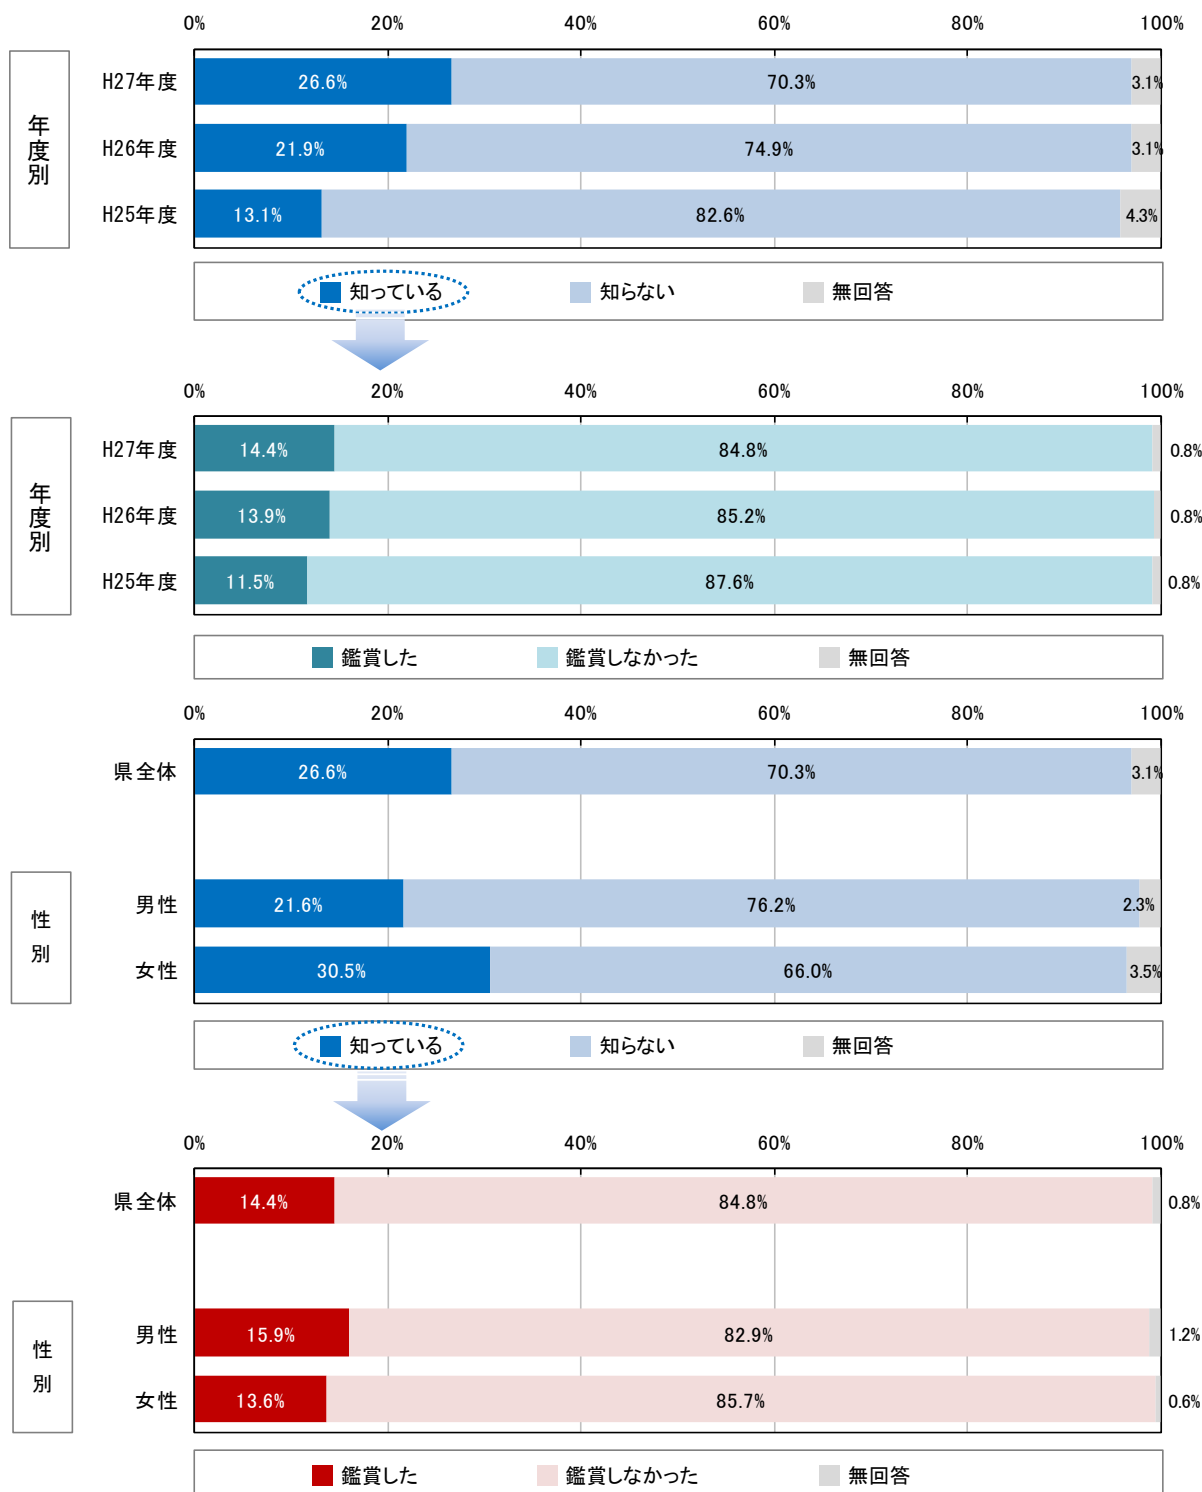 0% 20% 40% 60% 80% 100%
年度別
H27年度 26.6% 70.3% 3.1%
H26年度 21.9% 74.9% 3.1%
H25年度 13.1% 82.6% 4.3%
知っている 知らない 無回答
0% 20% 40% 60% 80% 100%
年度別
H27年度 14.4% 84.8% 0.8%
H26年度 13.9% 85.2% 0.8%
H25年度 11.5% 87.6% 0.8%
鑑賞した 鑑賞しなかった 無回答
0% 20% 40% 60% 80% 100%
県全体 26.6% 70.3% 3.1%
性別
男性 21.6% 76.2% 2.3%
女性 30.5% 66.0% 3.5%
知っている 知らない 無回答
0% 20% 40% 60% 80% 100%
県全体 14.4% 84.8% 0.8%
性別
男性 15.9% 82.9% 1.2%
女性 13.6% 85.7% 0.6%
鑑賞した 鑑賞しなかった 無回答